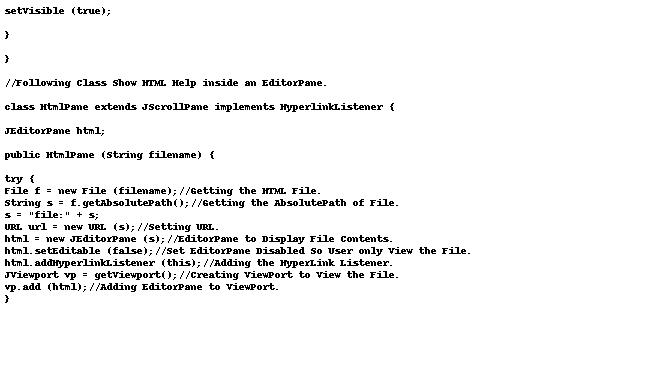 setVisible (true);
}
}
//Following Class Show HTML Help inside an EditorPane.
class HtmlPane extends JScrollPane implements HyperlinkListener {
JEditorPane html;
public HtmlPane (String filename) {
try {
File f = new File (filename);//Getting the HTML File.
String s = f.getAbsolutePath();//Getting the AbsolutePath of File.
s = "file:" + s;
URL url = new URL (s);//Setting URL.
html = new JEditorPane (s);//EditorPane to Display File Contents.
html.setEditable (false);//Set EditorPane Disabled So User only View the File.
html.addHyperlinkListener (this);//Adding the HyperLink Listener.
JViewport vp = getViewport();//Creating ViewPort to View the File.
vp.add (html);//Adding EditorPane to ViewPort.
}